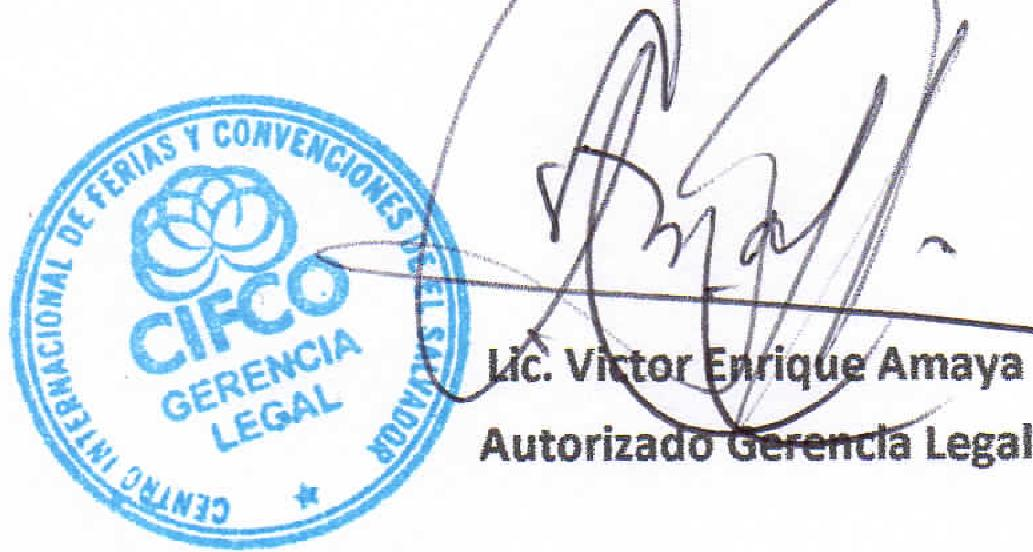 CENTRO INTERNACIONAL DE FERIAS Y CONVENCIONES DE EL SALVADOR
CIFCO
GERENCIA
LEGAL
Lic. Victor Enrique Amaya
Autorizado Gerencia Legal